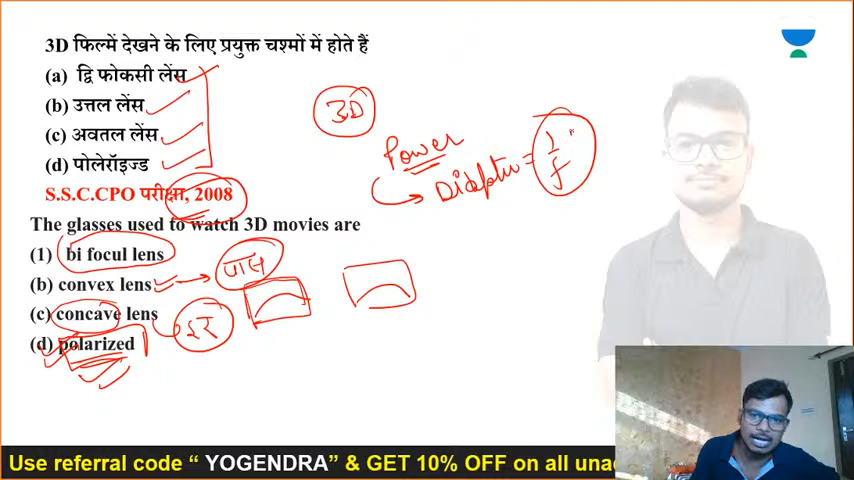 3D फिल्में देखने के लिए प्रयुक्त चश्मों में होते हैं
(a) द्वि फोकसी लेंस
(b) उत्तल लेंस
(c) अवतल लेंस
(d) पोलेरॉइज्ड
S.S.C.CPO परीक्षा, 2008
The glasses used to watch 3D movies are
(1) bi focul lens
(b) convex lens
(c) concave lens
(d) polarized
3D
Power
= 1/f
पास
दूर
Use referral code “ YOGENDRA” & GET 10% OFF on all unac